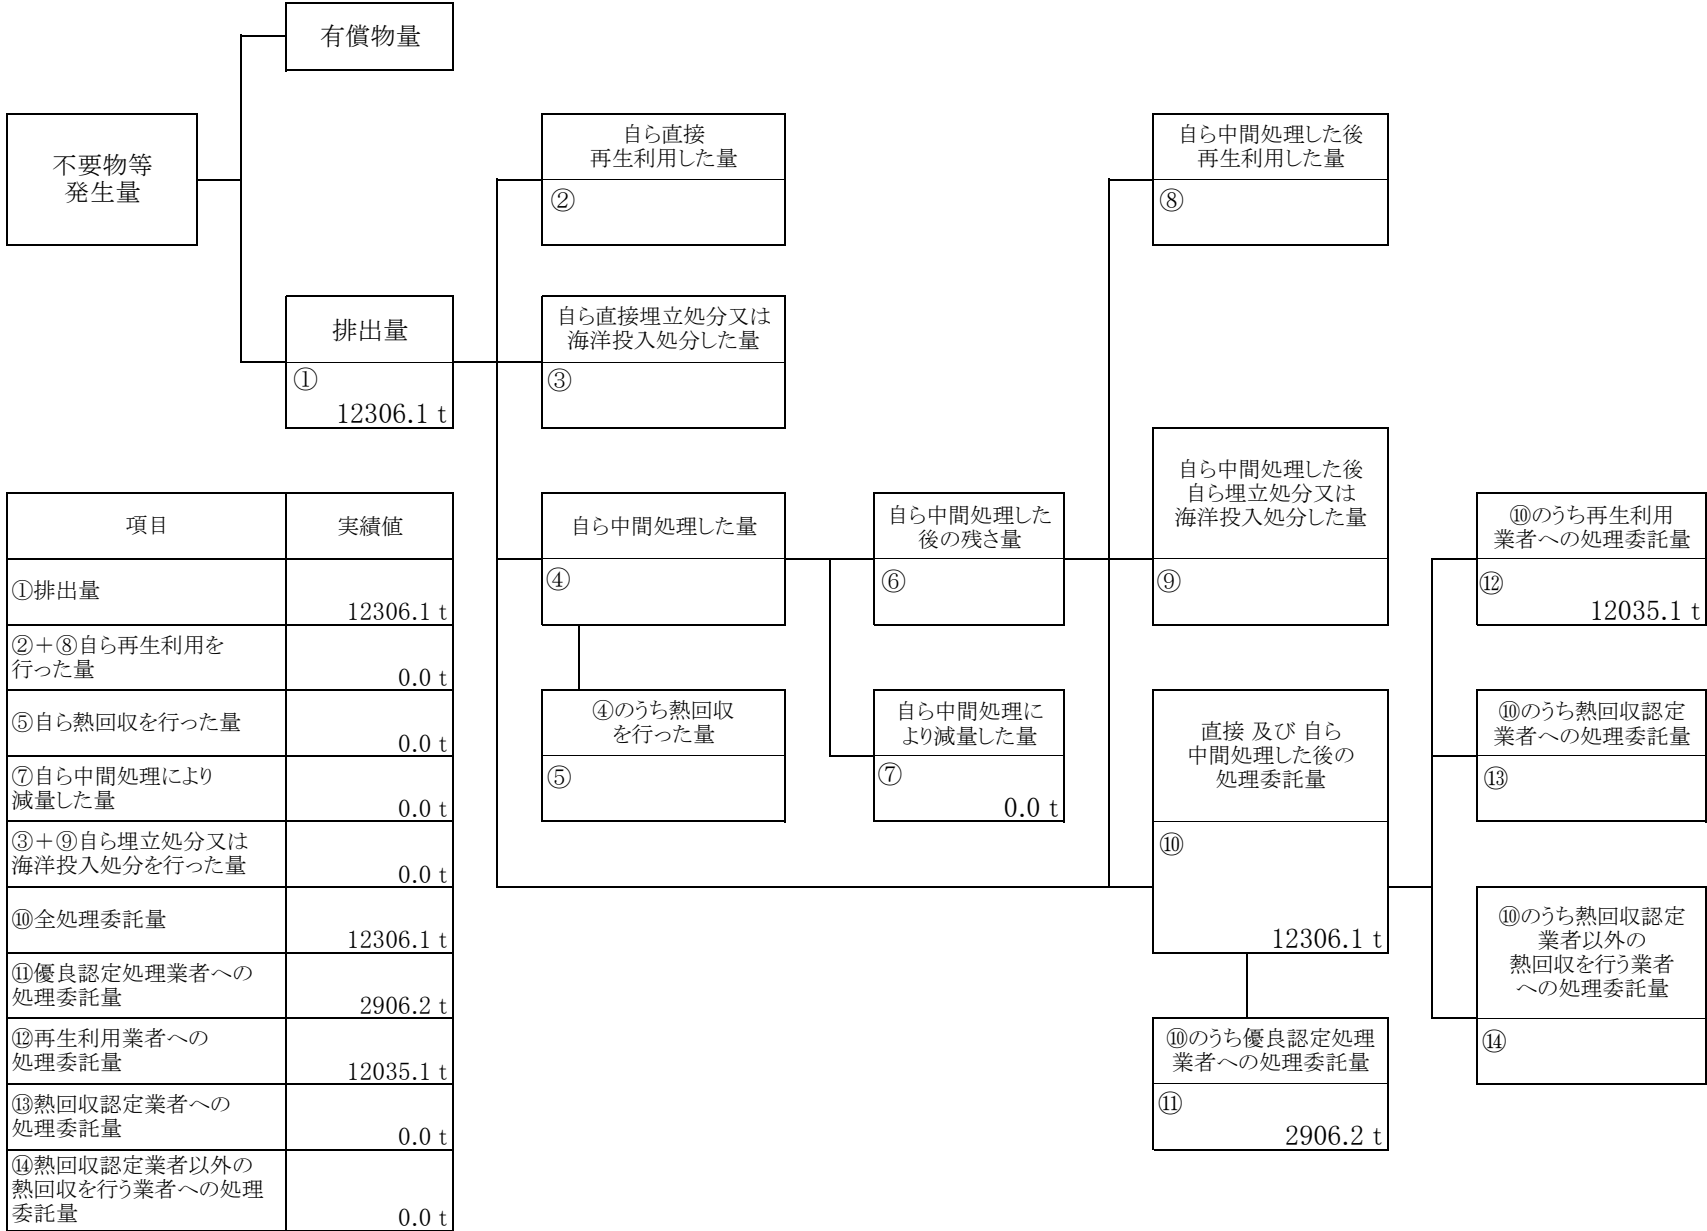 有償物量
不要物等
発生量
自ら直接
再生利用した量
②
自ら中間処理した後
再生利用した量
⑧
排出量
①
12306.1 t
自ら直接埋立処分又は
海洋投入処分した量
③
自ら中間処理した量
④
自ら中間処理した
後の残さ量
⑥
自ら中間処理した後
自ら埋立処分又は
海洋投入処分した量
⑨
⑩のうち再生利用
業者への処理委託量
⑫
12035.1 t
④のうち熱回収
を行った量
⑤
自ら中間処理に
より減量した量
⑦
0.0 t
直接 及び 自ら
中間処理した後の
処理委託量
⑩
12306.1 t
⑩のうち熱回収認定
業者への処理委託量
⑬
⑩のうち熱回収認定
業者以外の
熱回収を行う業者
への処理委託量
⑭
⑩のうち優良認定処理
業者への処理委託量
⑪
2906.2 t
項目 実績値
①排出量
12306.1 t
②+⑧自ら再生利用を
行った量
0.0 t
⑤自ら熱回収を行った量
0.0 t
⑦自ら中間処理により
減量した量
0.0 t
③+⑨自ら埋立処分又は
海洋投入処分を行った量
0.0 t
⑩全処理委託量
12306.1 t
⑪優良認定処理業者への
処理委託量
2906.2 t
⑫再生利用業者への
処理委託量
12035.1 t
⑬熱回収認定業者への
処理委託量
0.0 t
⑭熱回収認定業者以外の
熱回収を行う業者への処理
委託量
0.0 t